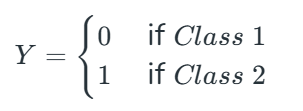 Y = { 0 if Class 1
1 if Class 2